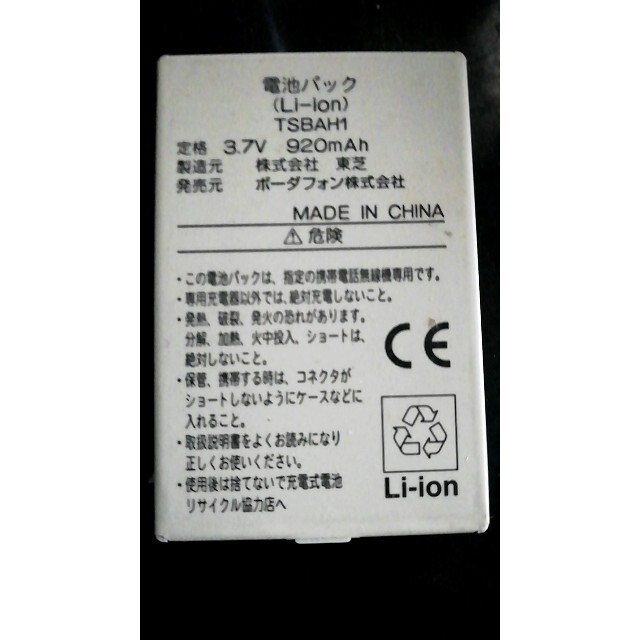 電池パック
(Li-ion)
TSBAH1
定格 3.7V 920mAh
製造元 株式会社 東芝
発売元 ボーダフォン株式会社
MADE IN CHINA
⚠危険
・この電池パックは、指定の携帯電話無線機専用です。
・専用充電器以外では、絶対充電しないこと。
・発熱、破裂、発火の恐れがあります。
分解、加熱、火中投入、ショートは、
絶対しないこと。
・保管、携帯する時は、コネクタが
ショートしないようにケースなどに
入れること。
・取扱説明書をよくお読みになり
正しくお使いください。
・使用後は捨てないで充電式電池
リサイクル協力店へ
CE
Li-ion